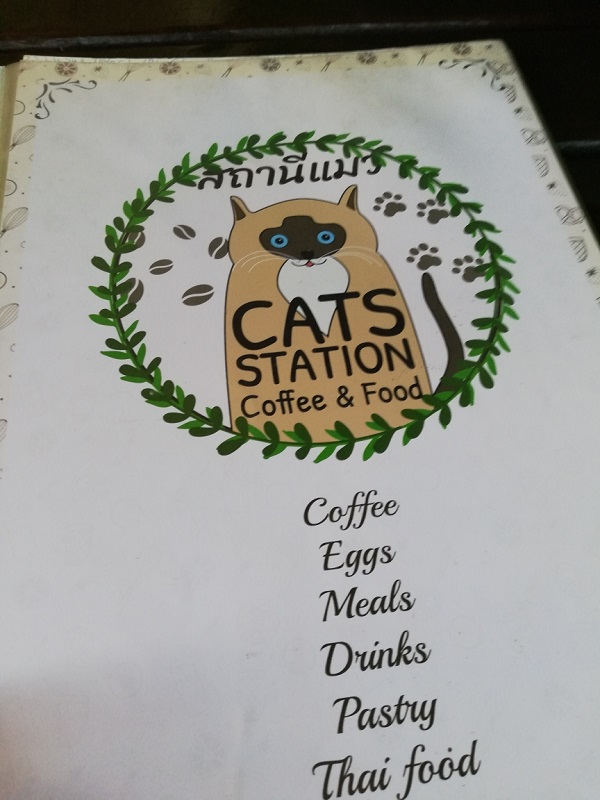 สถานีแมว
CATS
STATION
Coffee & Food
Coffee
Eggs
Meals
Drinks
Pastry
Thai food